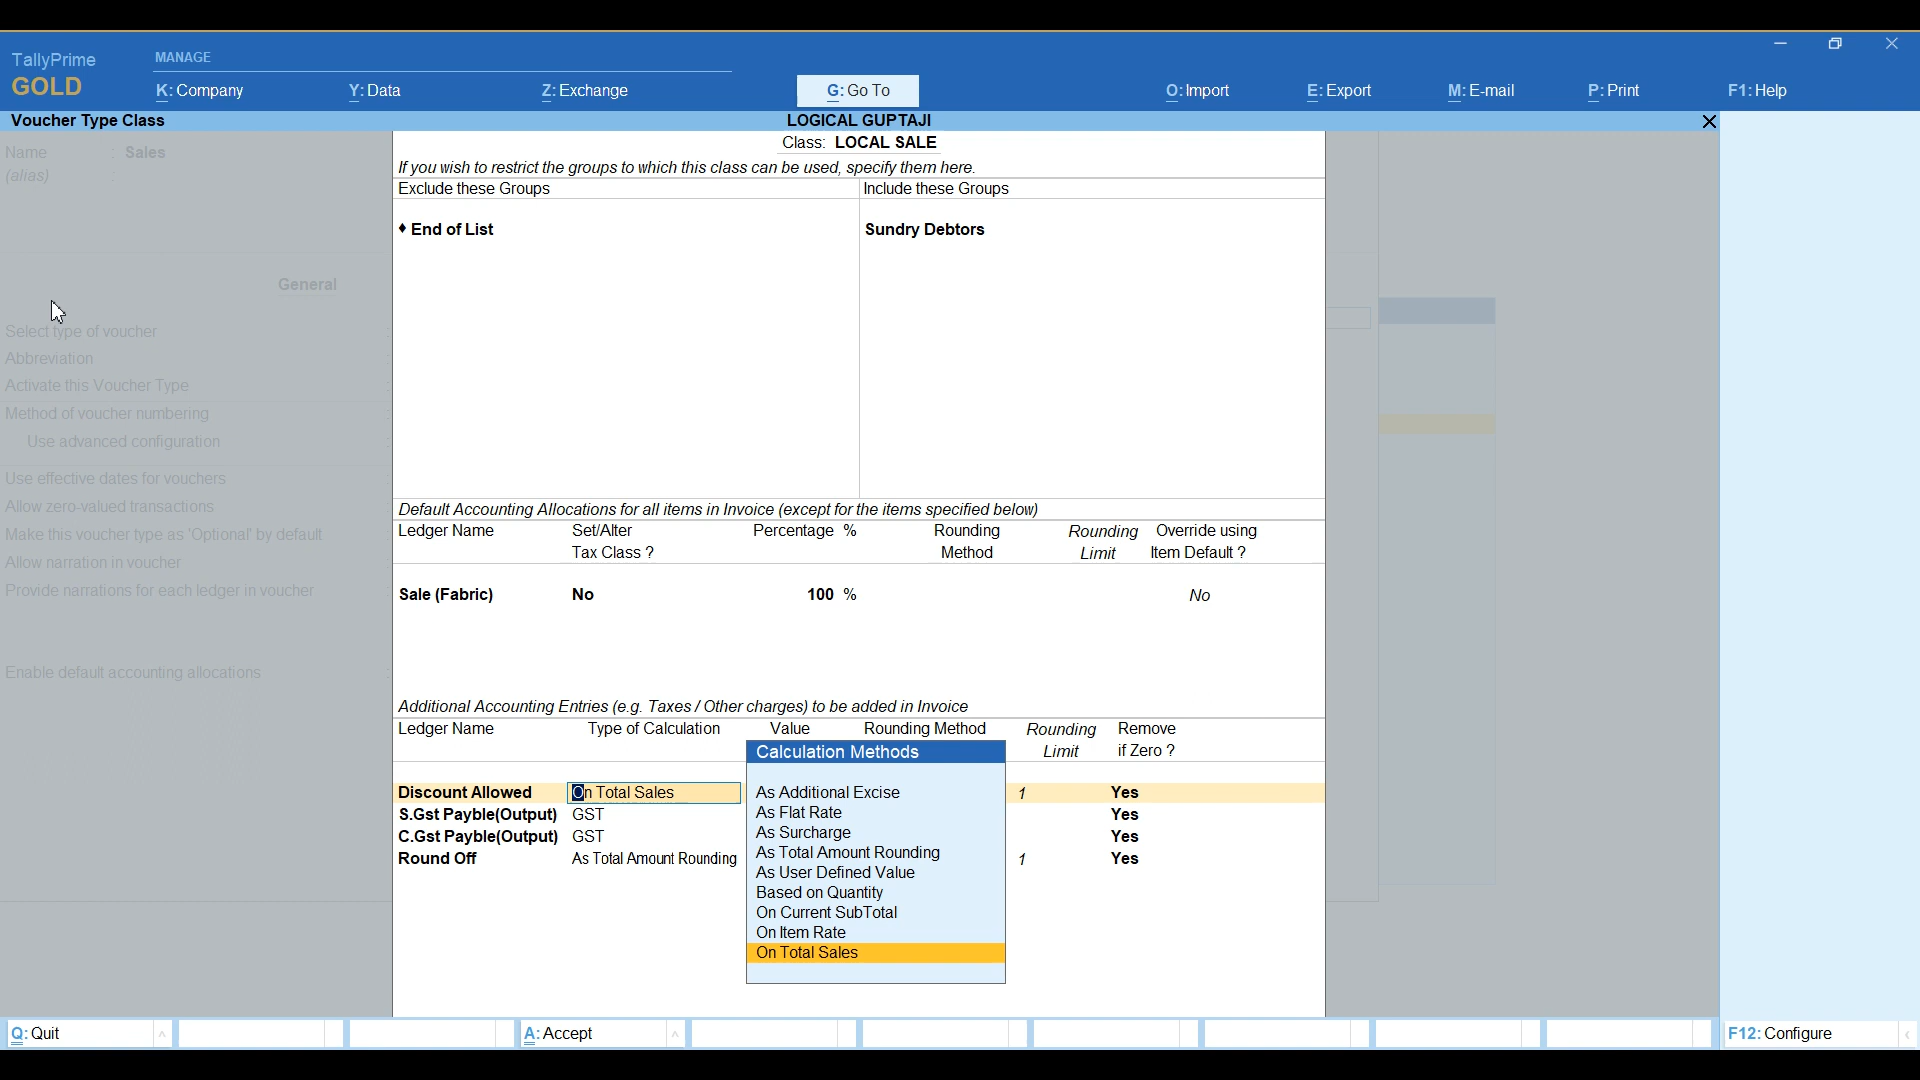 TallyPrime
GOLD
MANAGE
K: Company
Y: Data
Z: Exchange
G: Go To
O: Import
E: Export
M: E-mail
P: Print
F1: Help
Voucher Type Class
LOGICAL GUPTAJI
Name : Sales
(alias) :
General
Select type of voucher :
Abbreviation :
Activate this Voucher Type :
Method of voucher numbering :
Use advanced configuration :
Use effective dates for vouchers :
Allow zero-valued transactions :
Make this voucher type as 'Optional' by default :
Allow narration in voucher :
Provide narrations for each ledger in voucher :
Enable default accounting allocations :
Class: LOCAL SALE
If you wish to restrict the groups to which this class can be used, specify them here.
Exclude these Groups
Include these Groups
♦ End of List
Sundry Debtors
Default Accounting Allocations for all items in Invoice (except for the items specified below)
Ledger Name Set/Alter Percentage % Rounding Rounding Override using
Tax Class ? Method Limit Item Default ?
Sale (Fabric) No 100 % No
Additional Accounting Entries (e.g. Taxes / Other charges) to be added in Invoice
Ledger Name Type of Calculation Value Rounding Method Rounding Remove
Limit if Zero ?
Discount Allowed On Total Sales 1 Yes
S.Gst Payble(Output) GST Yes
C.Gst Payble(Output) GST Yes
Round Off As Total Amount Rounding 1 Yes
Calculation Methods
As Additional Excise
As Flat Rate
As Surcharge
As Total Amount Rounding
As User Defined Value
Based on Quantity
On Current SubTotal
On Item Rate
On Total Sales
Q: Quit
A: Accept
F12: Configure